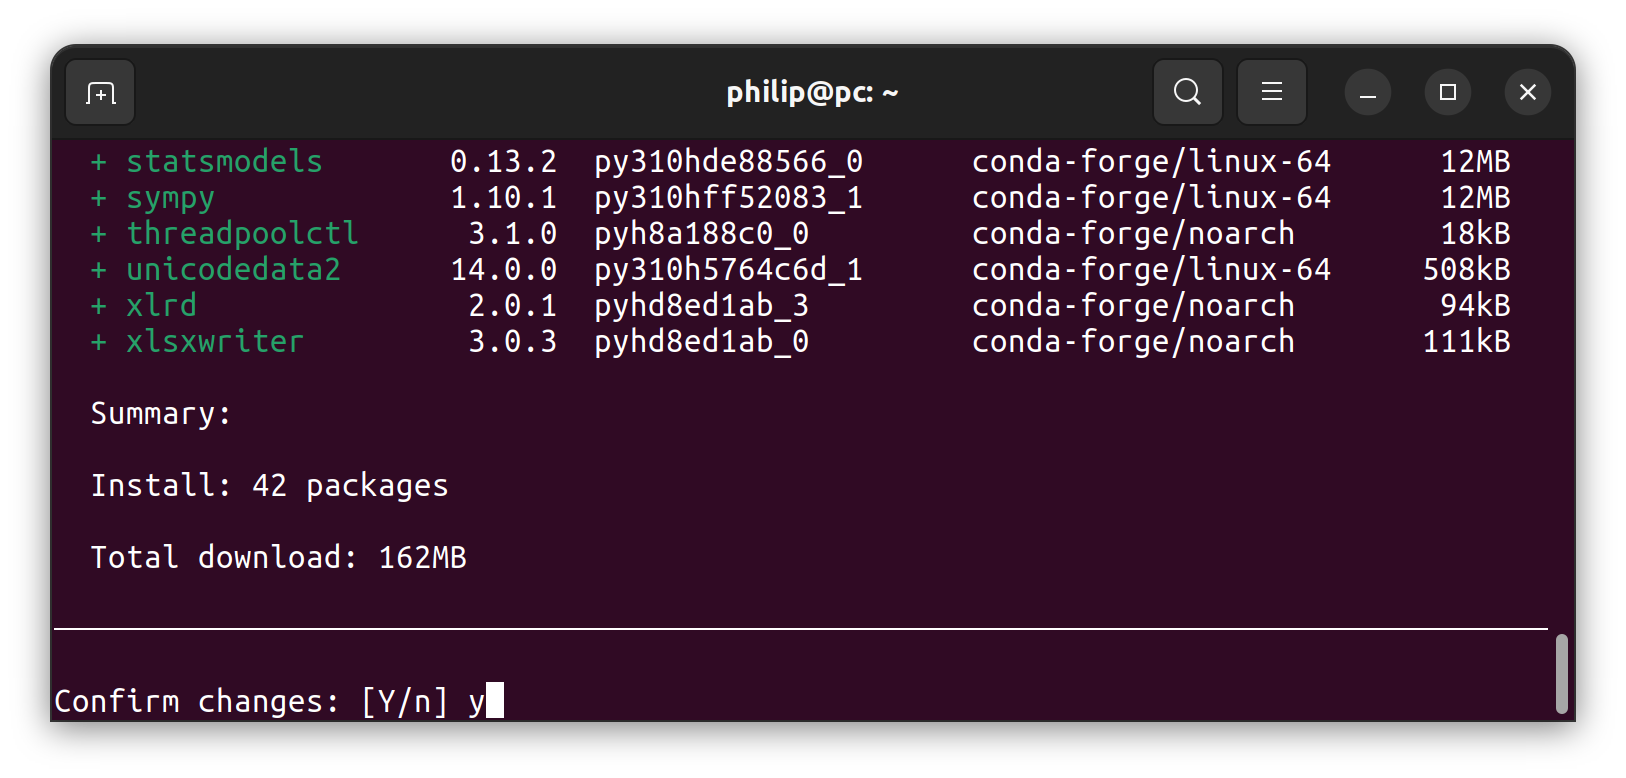 philip@pc: ~
+ statsmodels 0.13.2 py310hde88566_0 conda-forge/linux-64 12MB
+ sympy 1.10.1 py310hff52083_1 conda-forge/linux-64 12MB
+ threadpoolctl 3.1.0 pyh8a188c0_0 conda-forge/noarch 18kB
+ unicodedata2 14.0.0 py310h5764c6d_1 conda-forge/linux-64 508kB
+ xlrd 2.0.1 pyhd8ed1ab_3 conda-forge/noarch 94kB
+ xlsxwriter 3.0.3 pyhd8ed1ab_0 conda-forge/noarch 111kB
Summary:
Install: 42 packages
Total download: 162MB
Confirm changes: [Y/n] y